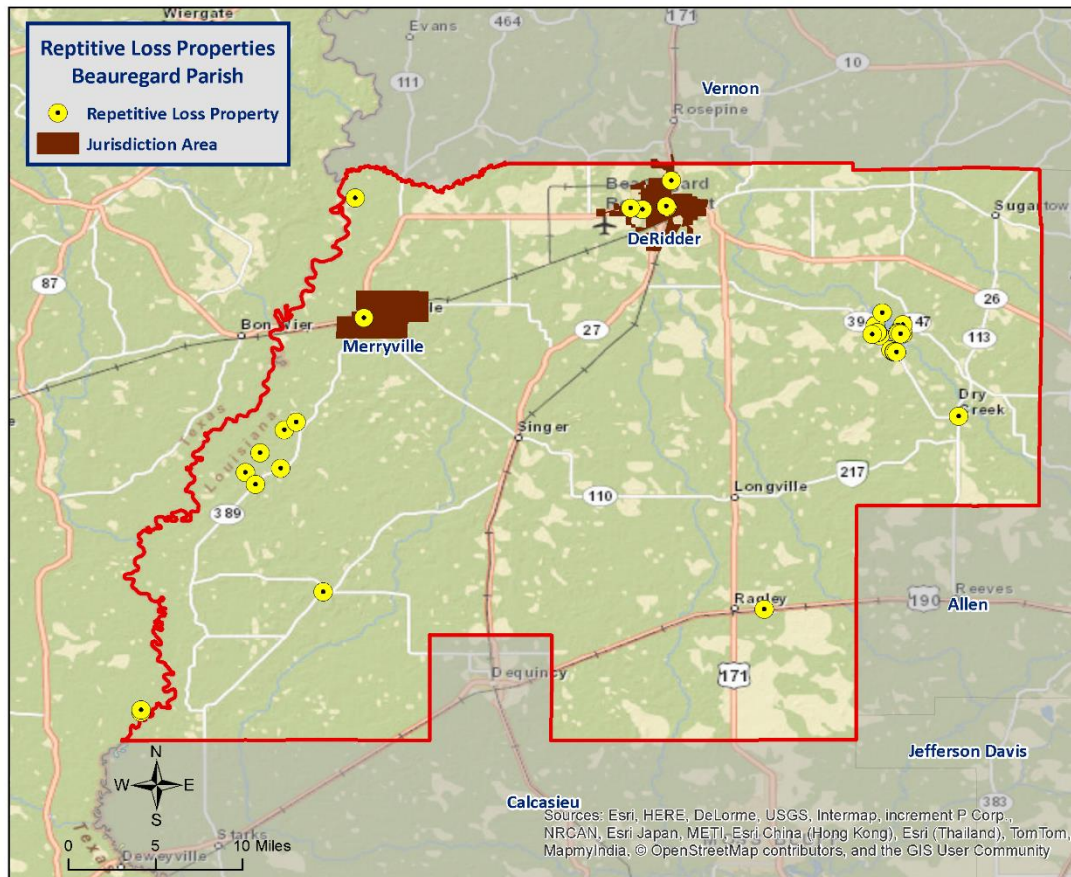 Reptitive Loss Properties
Beauregard Parish
Repetitive Loss Property
Jurisdiction Area
Wiergate
464
171
Evans
111
10
Vernon
Rosepine
Sugartown
DeRidder
87
26
27
394
147
113
Bon Wier
Merryville
Dry
Creek
Singer
Texas
Louisiana
217
110
Longville
389
Reeves
190
Allen
Ragley
Dequincy
171
Jefferson Davis
N
W
E
S
Calcasieu
383
Starks
Texas
Deweyville
0
5
10 Miles
Sources: Esri, HERE, DeLorme, USGS, Intermap, increment P Corp.,
NRCAN, Esri Japan, METI, Esri China (Hong Kong), Esri (Thailand), TomTom,
MapmyIndia, © OpenStreetMap contributors, and the GIS User Community